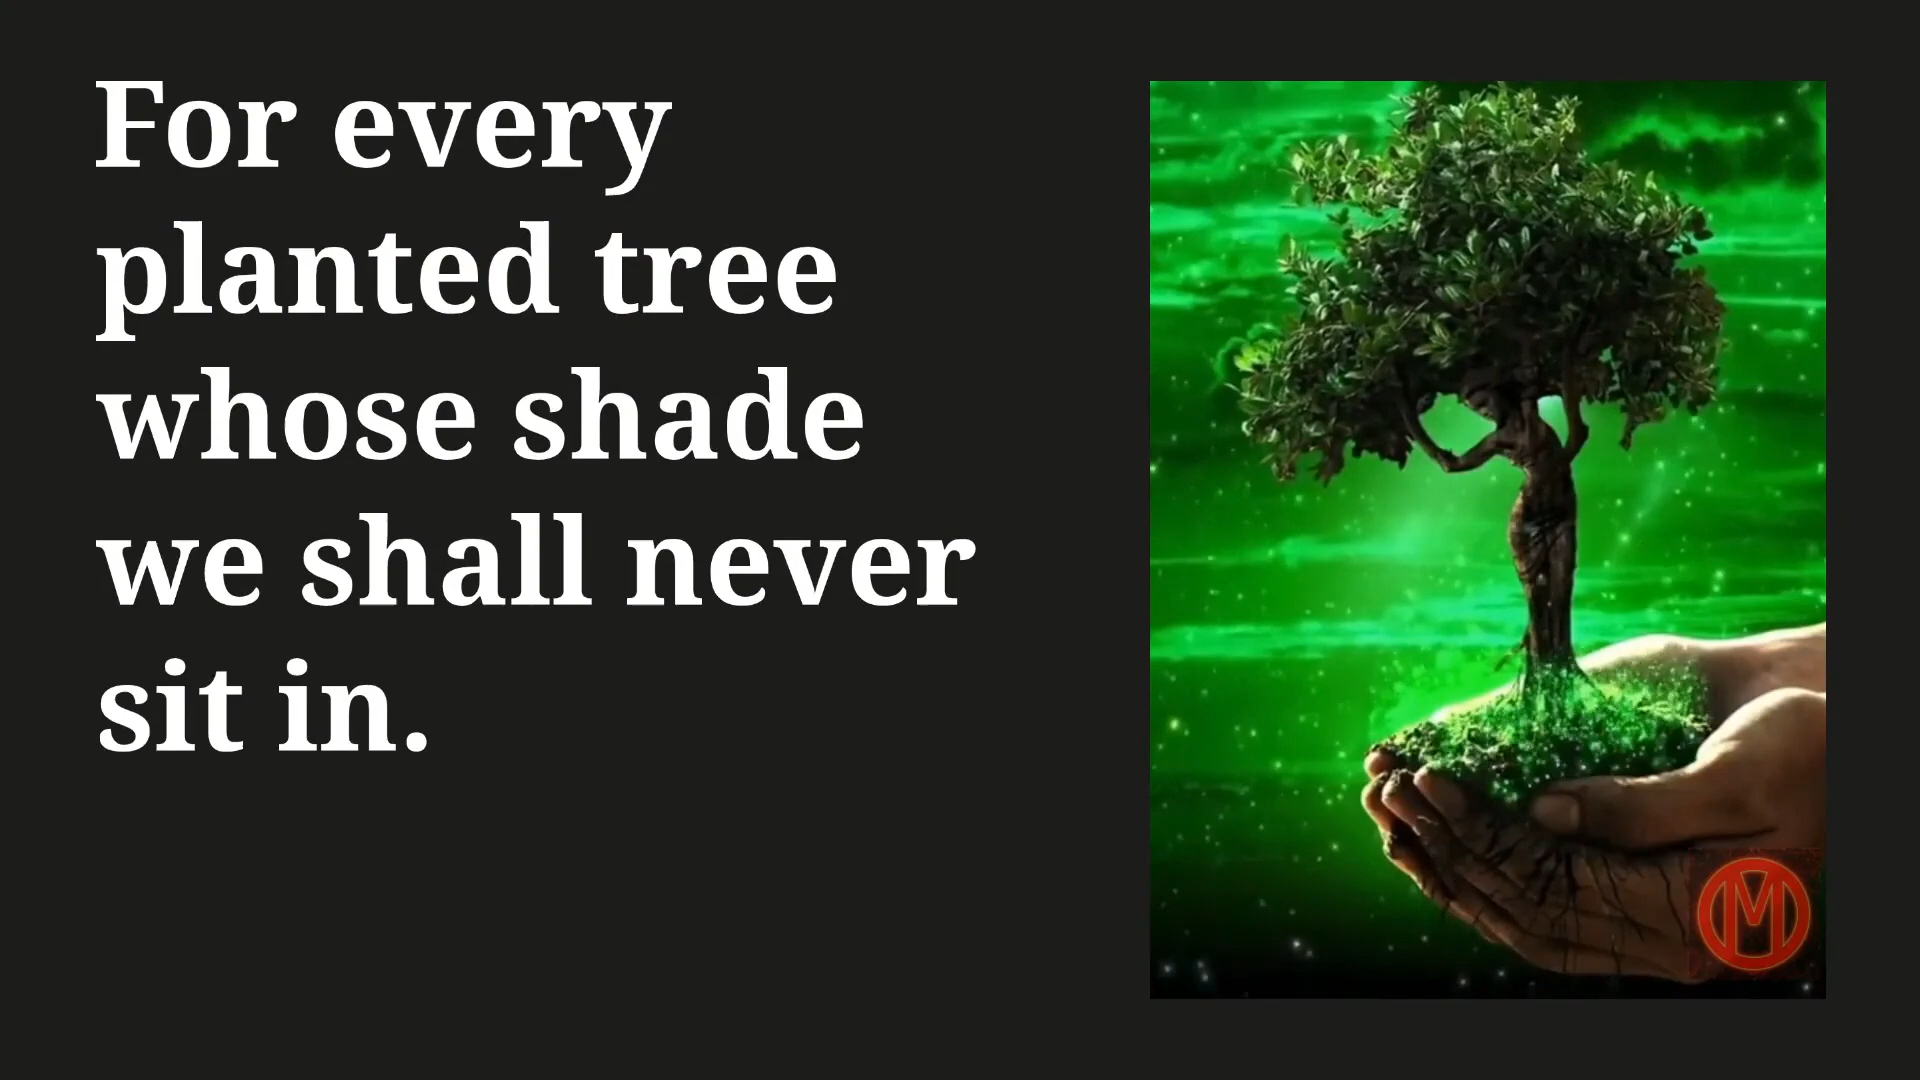 For every
planted tree
whose shade
we shall never
sit in.
M